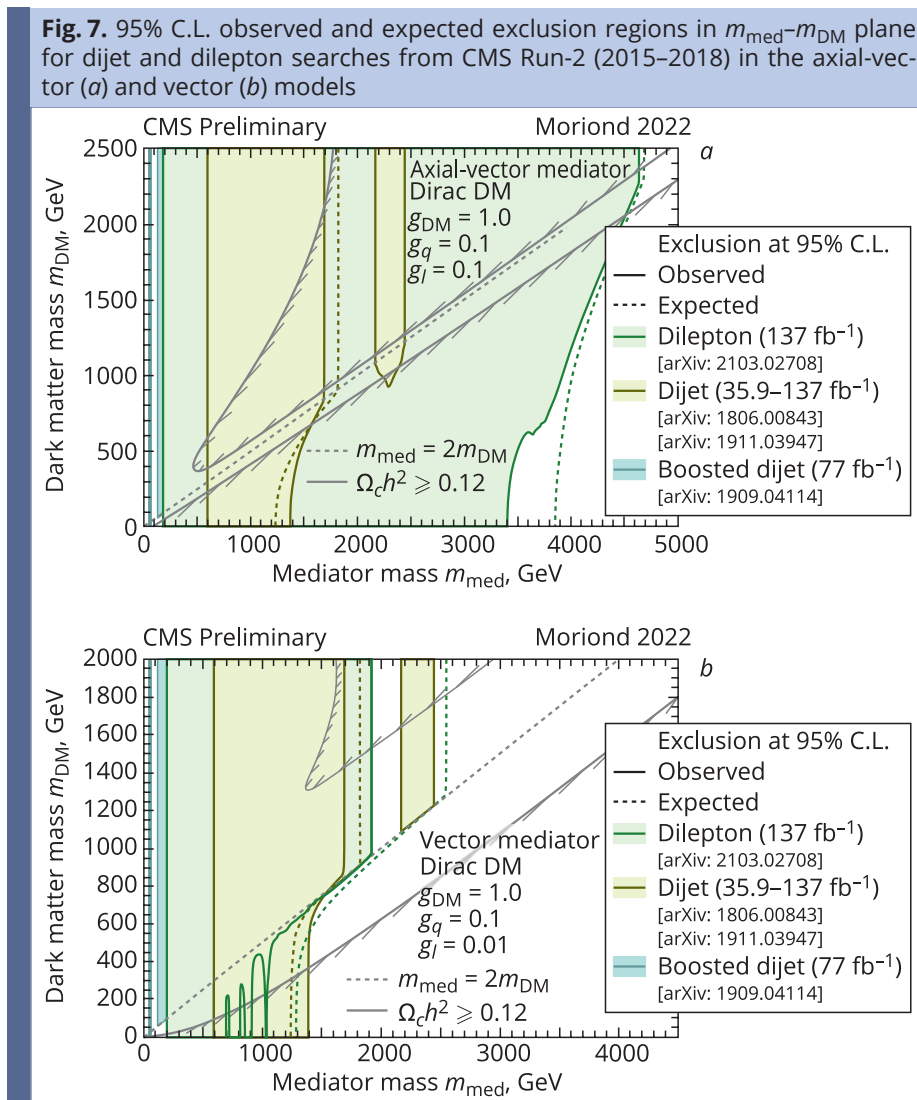 Fig. 7. 95% C.L. observed and expected exclusion regions in m_med–m_DM plane
for dijet and dilepton searches from CMS Run-2 (2015–2018) in the axial-vec-
tor (a) and vector (b) models
CMS Preliminary Moriond 2022
a
Dark matter mass m_DM, GeV
2500
2000
1500
1000
500
0
Axial-vector mediator
Dirac DM
g_DM = 1.0
g_q = 0.1
g_l = 0.1
m_med = 2m_DM
Ω_c h² ⩾ 0.12
0 1000 2000 3000 4000 5000
Mediator mass m_med, GeV
Exclusion at 95% C.L.
Observed
Expected
Dilepton (137 fb⁻¹)
[arXiv: 2103.02708]
Dijet (35.9–137 fb⁻¹)
[arXiv: 1806.00843]
[arXiv: 1911.03947]
Boosted dijet (77 fb⁻¹)
[arXiv: 1909.04114]
CMS Preliminary Moriond 2022
b
Dark matter mass m_DM, GeV
2000
1800
1600
1400
1200
1000
800
600
400
200
0
Vector mediator
Dirac DM
g_DM = 1.0
g_q = 0.1
g_l = 0.01
m_med = 2m_DM
Ω_c h² ⩾ 0.12
0 1000 2000 3000 4000
Mediator mass m_med, GeV
Exclusion at 95% C.L.
Observed
Expected
Dilepton (137 fb⁻¹)
[arXiv: 2103.02708]
Dijet (35.9–137 fb⁻¹)
[arXiv: 1806.00843]
[arXiv: 1911.03947]
Boosted dijet (77 fb⁻¹)
[arXiv: 1909.04114]